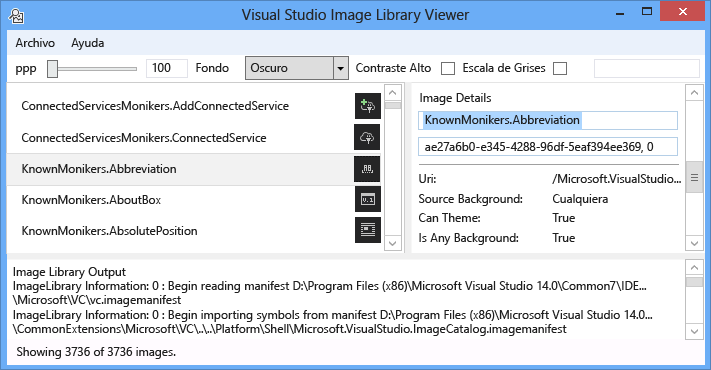 Visual Studio Image Library Viewer
Archivo Ayuda
ppp 100 Fondo Oscuro Contraste Alto Escala de Grises
ConnectedServicesMonikers.AddConnectedService
ConnectedServicesMonikers.ConnectedService
KnownMonikers.Abbreviation
KnownMonikers.AboutBox
KnownMonikers.AbsolutePosition
Image Details
KnownMonikers.Abbreviation
ae27a6b0-e345-4288-96df-5eaf394ee369, 0
Uri: /Microsoft.VisualStudio...
Source Background: Cualquiera
Can Theme: True
Is Any Background: True
Image Library Output
ImageLibrary Information: 0 : Begin reading manifest D:\Program Files (x86)\Microsoft Visual Studio 14.0\Common7\IDE...
\Microsoft\VC\vc.imagemanifest
ImageLibrary Information: 0 : Begin importing symbols from manifest D:\Program Files (x86)\Microsoft Visual Studio 14.0...
\CommonExtensions\Microsoft\VC\..\..\Platform\Shell\Microsoft.VisualStudio.ImageCatalog.imagemanifest
Showing 3736 of 3736 images.